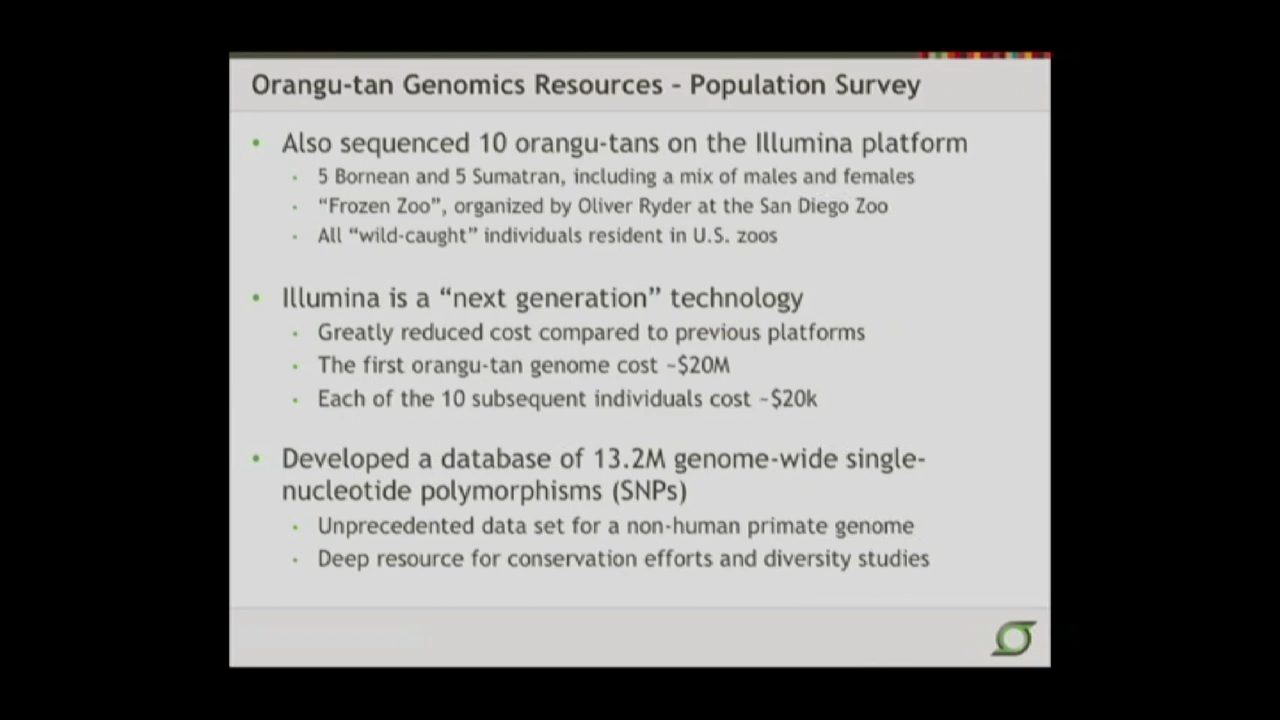 Orangu-tan Genomics Resources - Population Survey
• Also sequenced 10 orangu-tans on the Illumina platform
• 5 Bornean and 5 Sumatran, including a mix of males and females
• “Frozen Zoo”, organized by Oliver Ryder at the San Diego Zoo
• All “wild-caught” individuals resident in U.S. zoos
• Illumina is a “next generation” technology
• Greatly reduced cost compared to previous platforms
• The first orangu-tan genome cost ~$20M
• Each of the 10 subsequent individuals cost ~$20k
• Developed a database of 13.2M genome-wide single-
nucleotide polymorphisms (SNPs)
• Unprecedented data set for a non-human primate genome
• Deep resource for conservation efforts and diversity studies